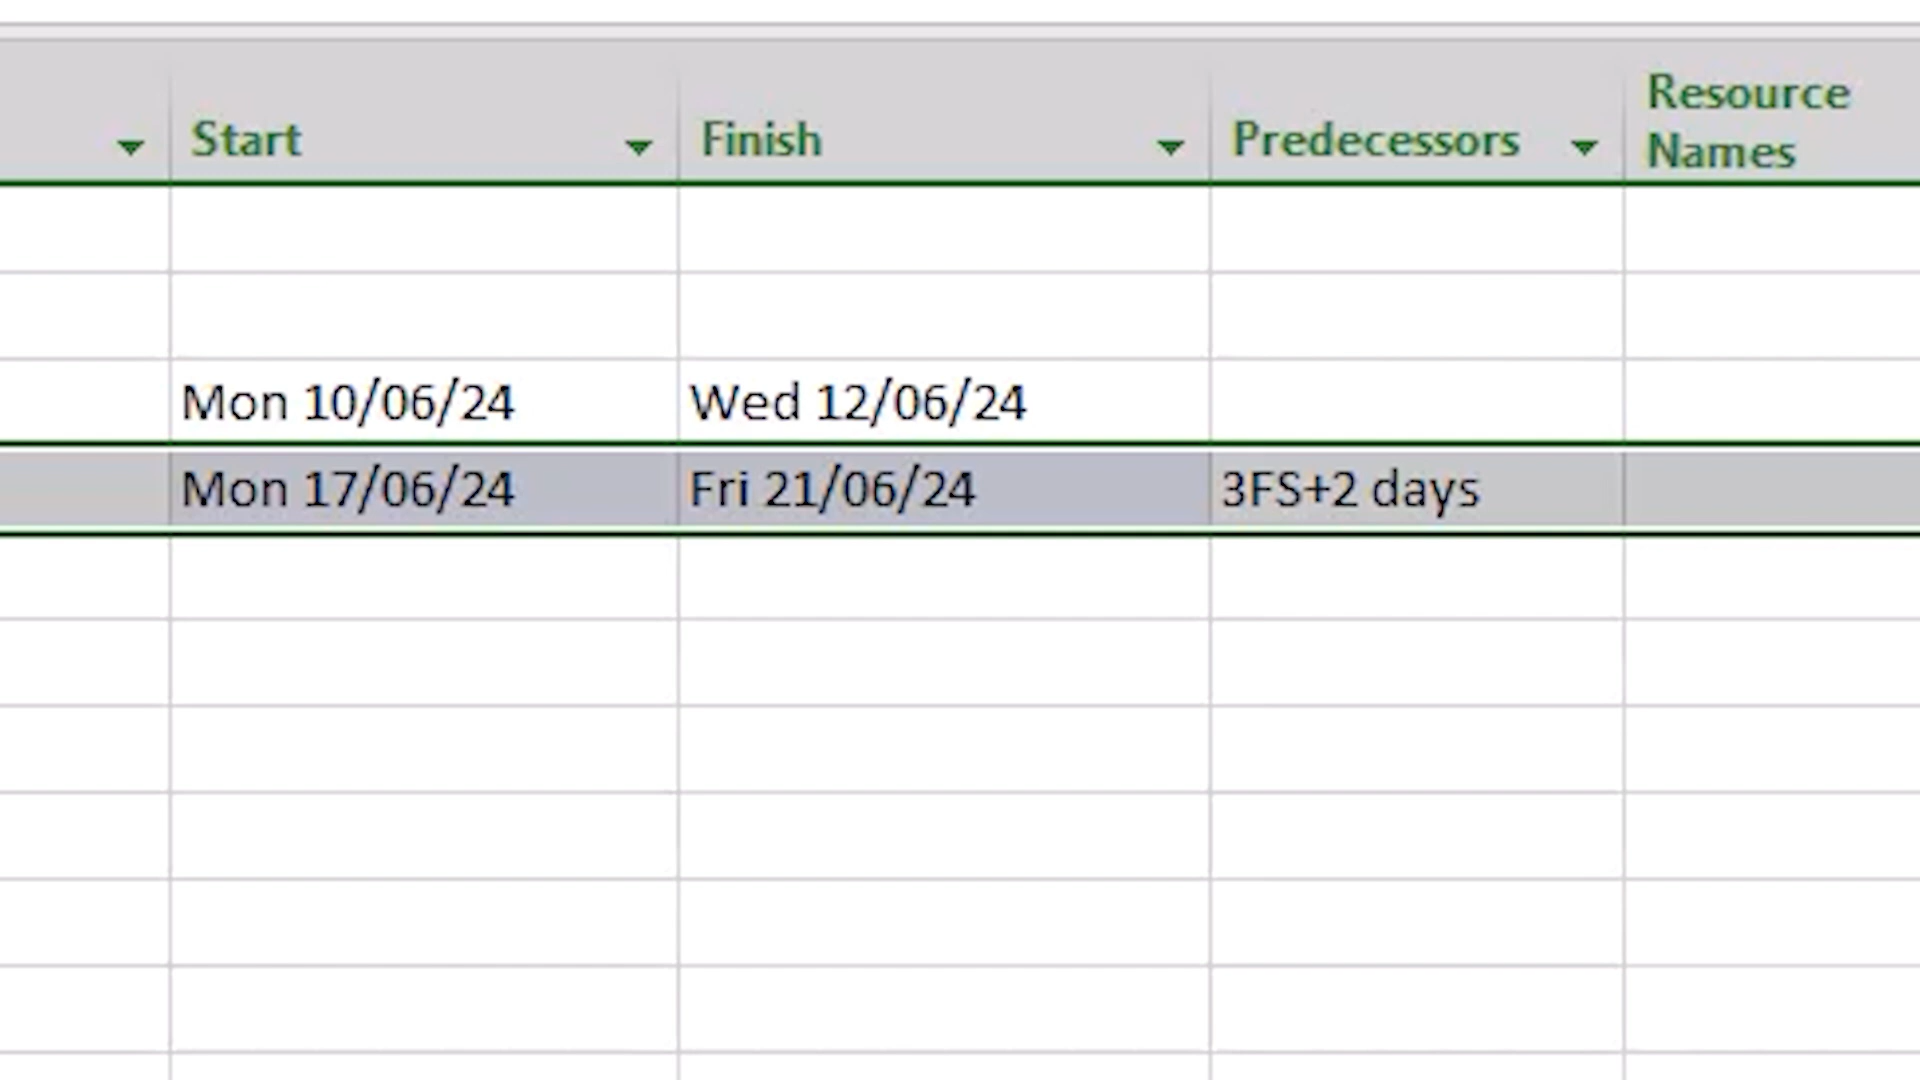 Start Finish Predecessors Resource Names
Mon 10/06/24 Wed 12/06/24
Mon 17/06/24 Fri 21/06/24 3FS+2 days